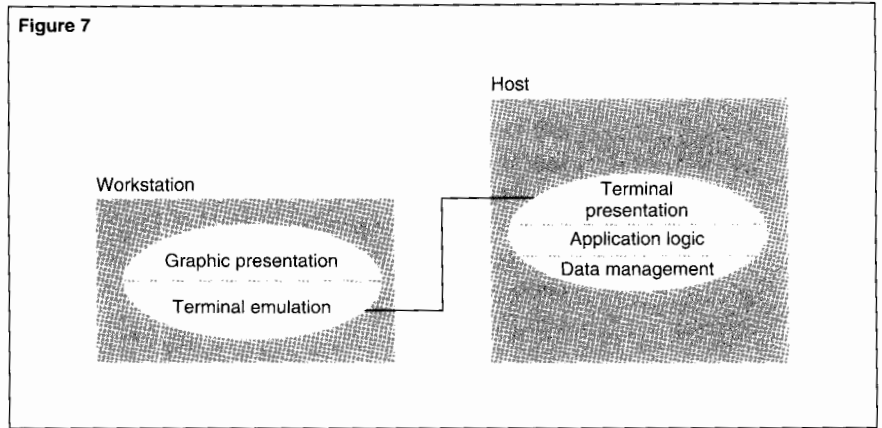 Figure 7
Host
Workstation
Terminal
presentation
Application logic
Data management
Graphic presentation
Terminal emulation